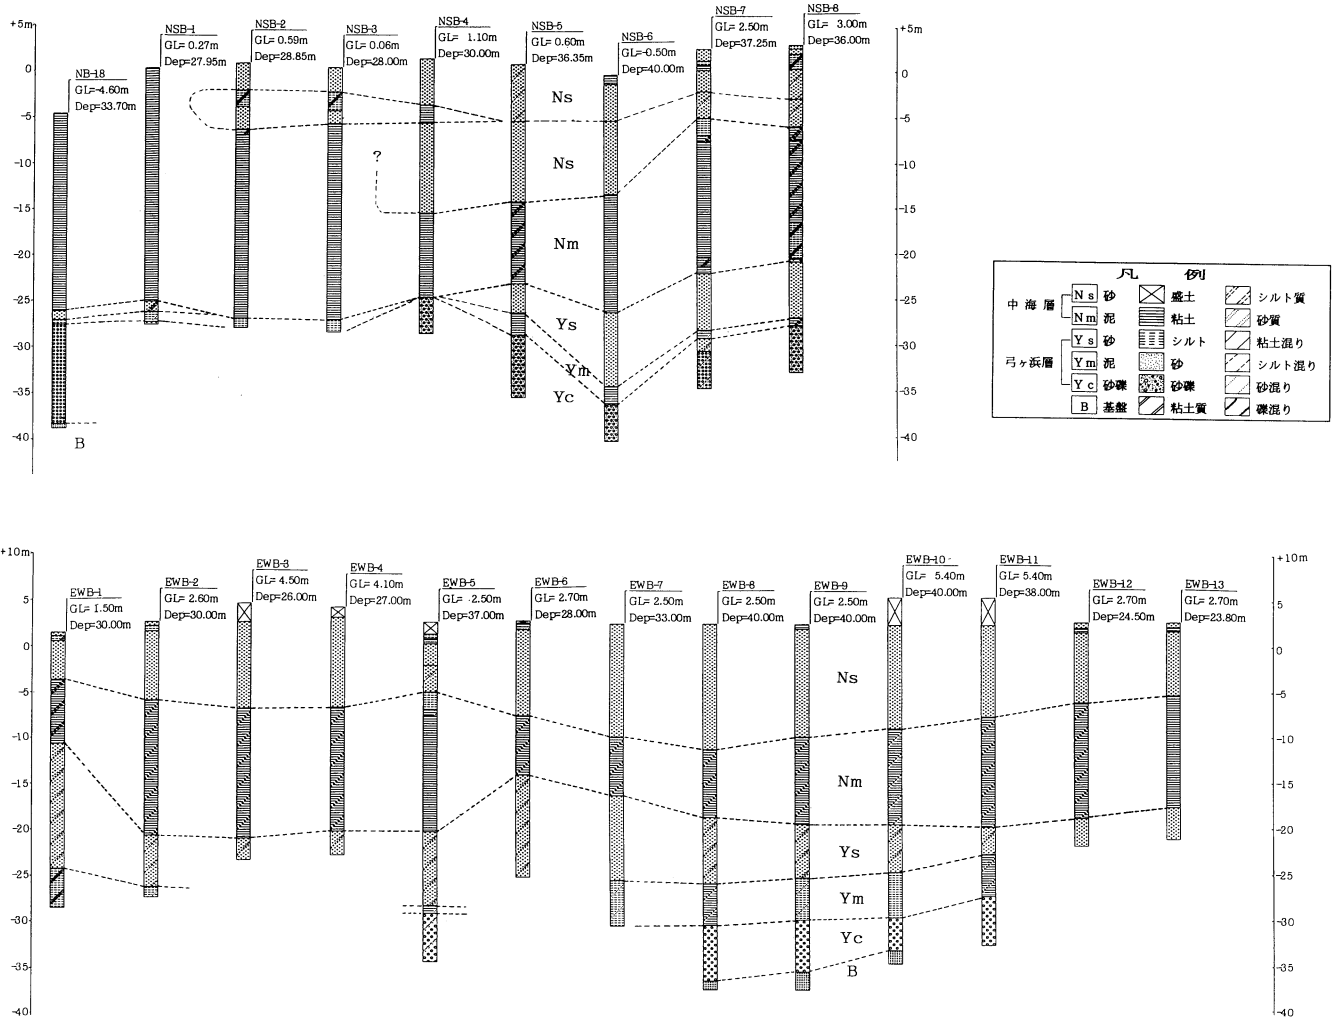 +5m
0
-5
-10
-15
-20
-25
-30
-35
-40
NB-18
GL=-4.60m
Dep=33.70m
NSB-1
GL= 0.27m
Dep=27.95m
NSB-2
GL= 0.59m
Dep=28.85m
NSB-3
GL= 0.06m
Dep=28.00m
NSB-4
GL= 1.10m
Dep=30.00m
NSB-5
GL= 0.60m
Dep=36.35m
NSB-6
GL=-0.50m
Dep=40.00m
NSB-7
GL= 2.50m
Dep=37.25m
NSB-8
GL= 3.00m
Dep=36.00m
+5m
0
-5
-10
-15
-20
-25
-30
-35
-40
?
Ns
Ns
Nm
Ys
Ym
Yc
B
凡 例
中海層
Ns 砂
Nm 泥
弓ヶ浜層
Ys 砂
Ym 泥
Yc 砂礫
B 基盤
盛土
粘土
シルト
砂
砂礫
粘土質
シルト質
砂質
粘土混り
シルト混り
砂混り
礫混り
+10m
5
0
-5
-10
-15
-20
-25
-30
-35
-40
EWB-1
GL= 1.50m
Dep=30.00m
EWB-2
GL= 2.60m
Dep=30.00m
EWB-3
GL= 4.50m
Dep=26.00m
EWB-4
GL= 4.10m
Dep=27.00m
EWB-5
GL= 2.50m
Dep=37.00m
EWB-6
GL= 2.70m
Dep=28.00m
EWB-7
GL= 2.50m
Dep=33.00m
EWB-8
GL= 2.50m
Dep=40.00m
EWB-9
GL= 2.50m
Dep=40.00m
EWB-10
GL= 5.40m
Dep=40.00m
EWB-11
GL= 5.40m
Dep=38.00m
EWB-12
GL= 2.70m
Dep=24.50m
EWB-13
GL= 2.70m
Dep=23.80m
+10m
5
0
-5
-10
-15
-20
-25
-30
-35
-40
Ns
Nm
Ys
Ym
Yc
B